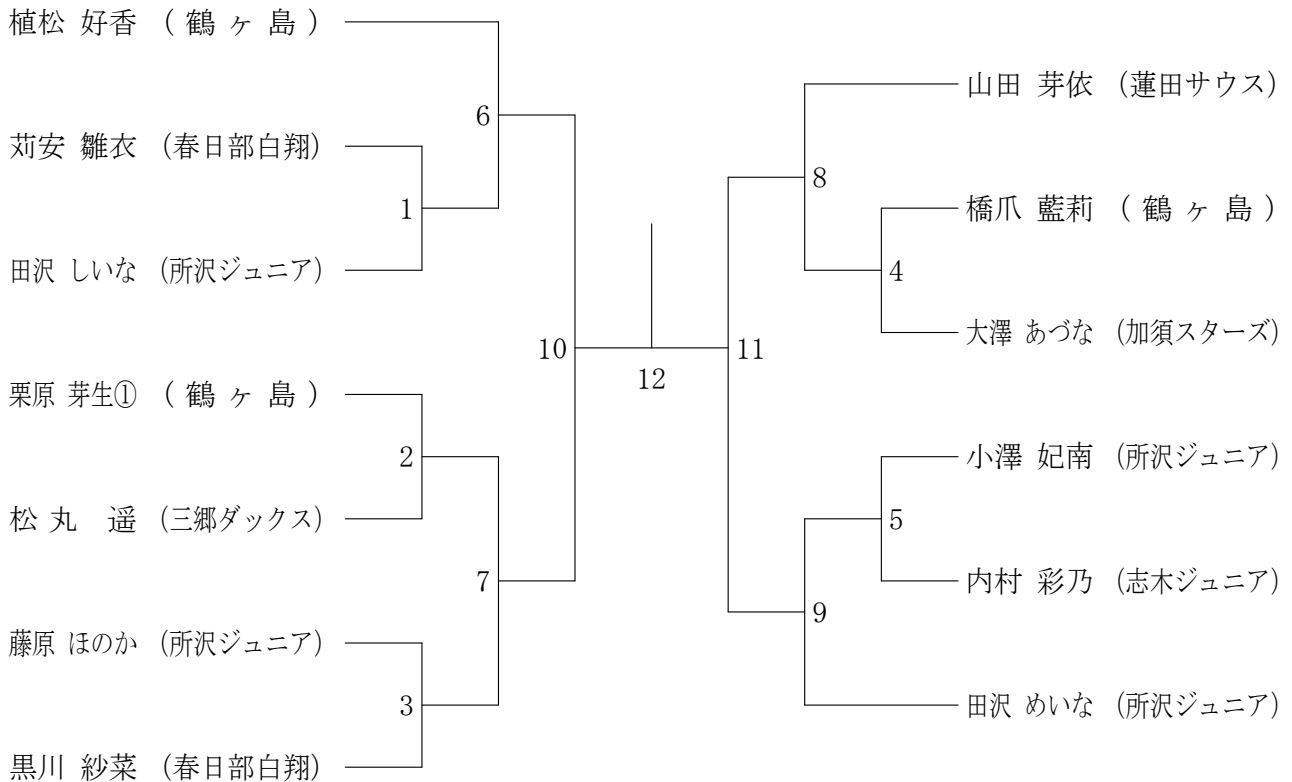 植松 好香 (鶴ヶ島)
苅安 雛衣 (春日部白翔)
田沢 しいな (所沢ジュニア)
栗原 芽生① (鶴ヶ島)
松丸 遥 (三郷ダックス)
藤原 ほのか (所沢ジュニア)
黒川 紗菜 (春日部白翔)
6
1
2
7
3
10
12
11
8
4
5
9
山田 芽依 (蓮田サウス)
橋爪 藍莉 (鶴ヶ島)
大澤 あづな (加須スターズ)
小澤 妃南 (所沢ジュニア)
内村 彩乃 (志木ジュニア)
田沢 めいな (所沢ジュニア)